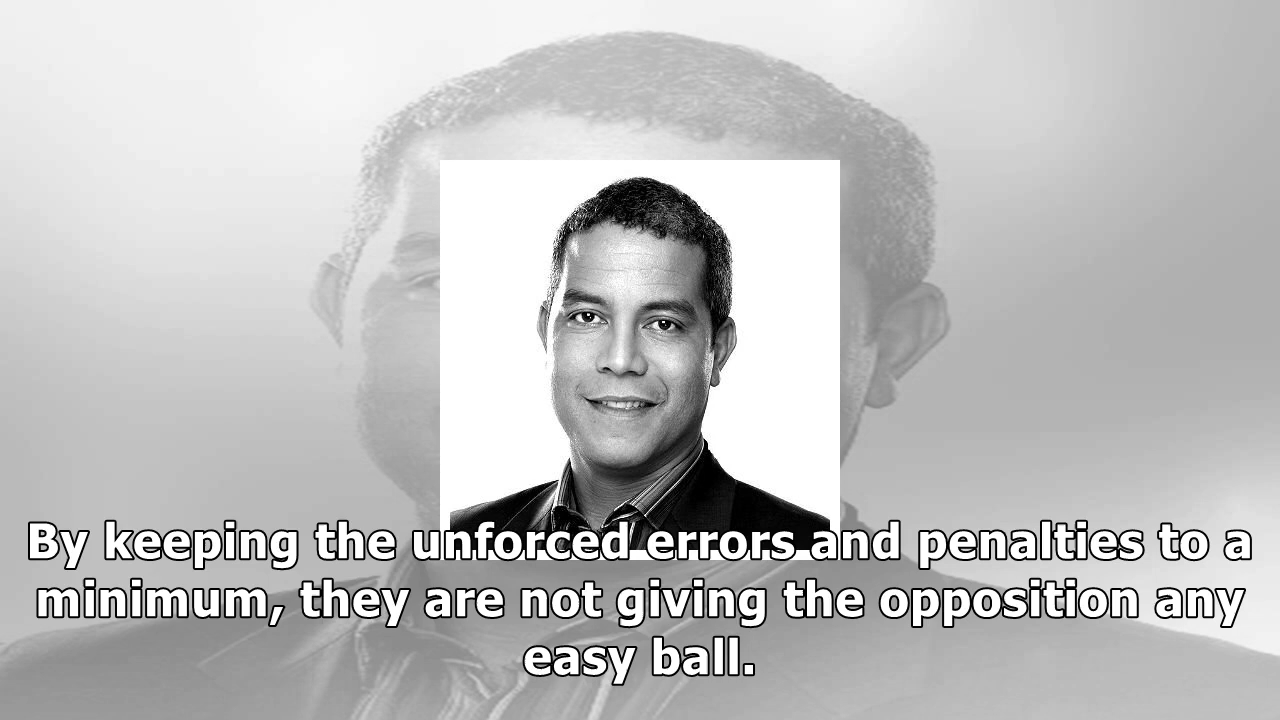 By keeping the unforced errors and penalties to a
minimum, they are not giving the opposition any
easy ball.